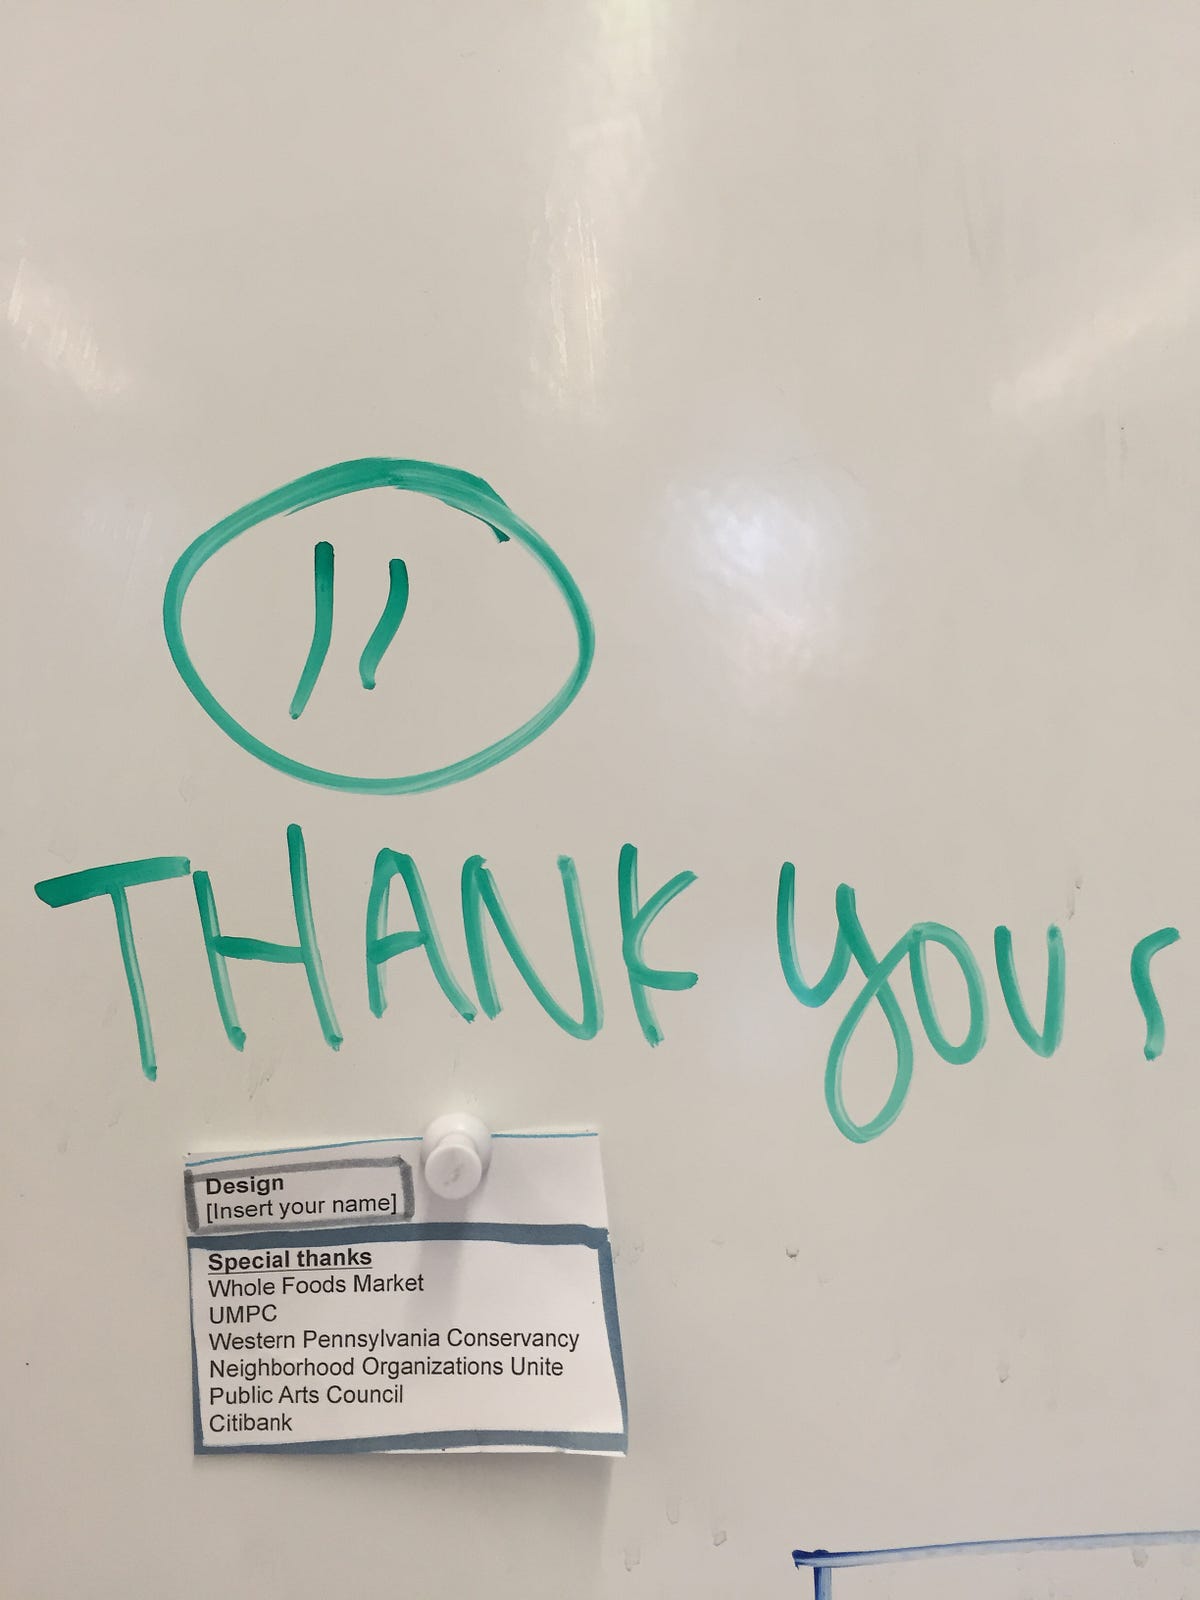 THANK YOU
Design
[Insert your name]
Special thanks
Whole Foods Market
UMPC
Western Pennsylvania Conservancy
Neighborhood Organizations Unite
Public Arts Council
Citibank